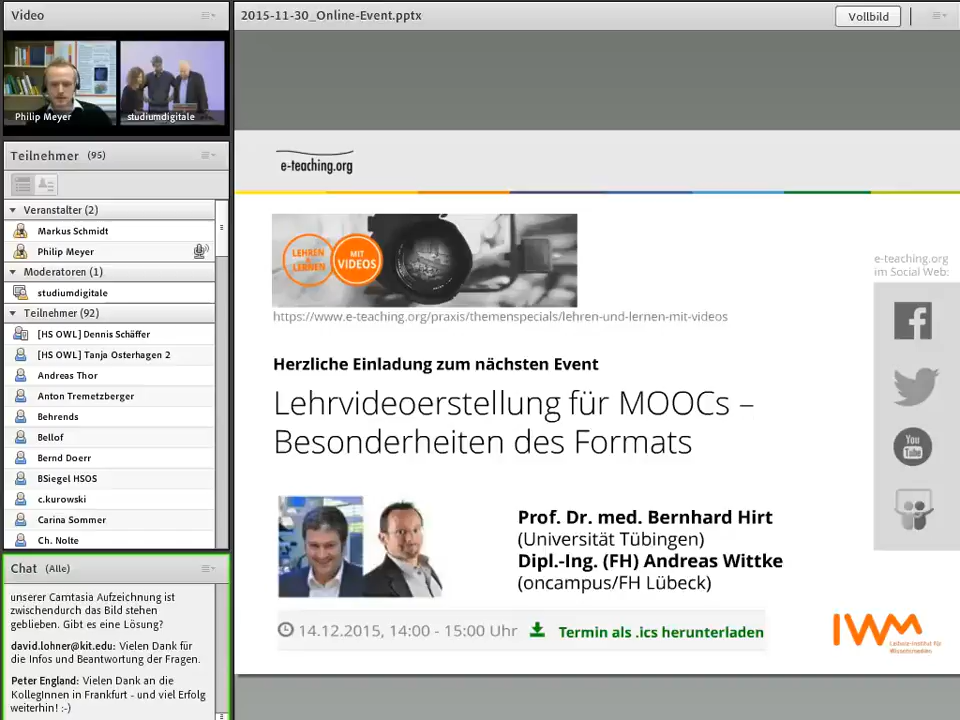 Video
2015-11-30_Online-Event.pptx
Vollbild
Philip Meyer
studiumdigitale
Teilnehmer (95)
Veranstalter (2)
Markus Schmidt
Philip Meyer
Moderatoren (1)
studiumdigitale
Teilnehmer (92)
[HS OWL] Dennis Schäffer
[HS OWL] Tanja Osterhagen 2
Andreas Thor
Anton Tremetzberger
Behrends
Bellof
Bernd Doerr
BSiegel HSOS
c.kurowski
Carina Sommer
Ch. Nolte
Chat (Alle)
unserer Camtasia Aufzeichnung ist
zwischendurch das Bild stehen
geblieben. Gibt es eine Lösung?
david.lohner@kit.edu: Vielen Dank für
die Infos und Beantwortung der Fragen.
Peter England: Vielen Dank an die
KollegInnen in Frankfurt - und viel Erfolg
weiterhin! :-)
e-teaching.org
LEHREN
&
LERNEN
MIT
VIDEOS
https://www.e-teaching.org/praxis/themenspecials/lehren-und-lernen-mit-videos
Herzliche Einladung zum nächsten Event
Lehrvideoerstellung für MOOCs –
Besonderheiten des Formats
Prof. Dr. med. Bernhard Hirt
(Universität Tübingen)
Dipl.-Ing. (FH) Andreas Wittke
(oncampus/FH Lübeck)
14.12.2015, 14:00 - 15:00 Uhr
Termin als .ics herunterladen
e-teaching.org
im Social Web:
You
Tube
IWM
Leibniz-Institut für
Wissensmedien